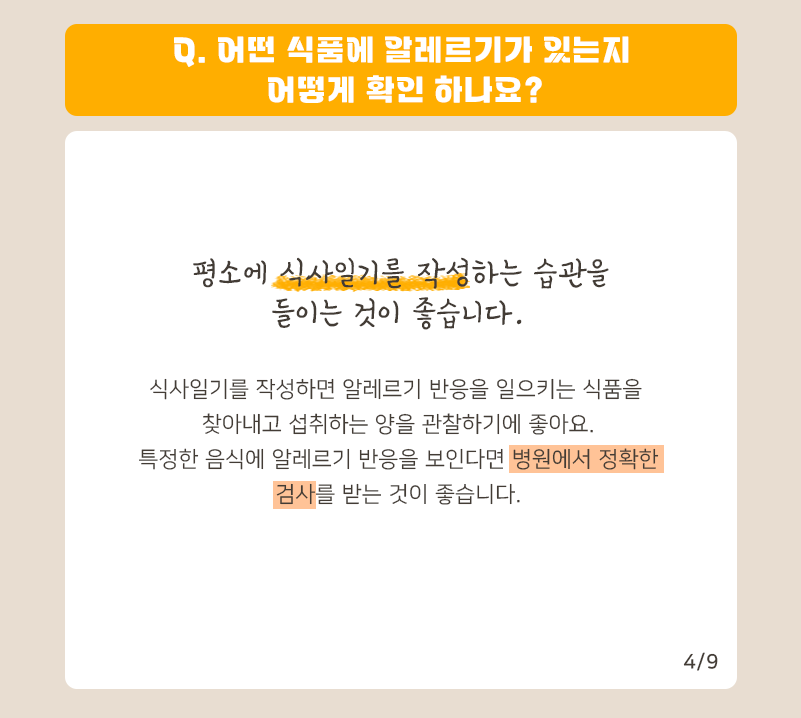 Q. 어떤 식품에 알레르기가 있는지
어떻게 확인 하나요?
평소에 식사일기를 작성하는 습관을
들이는 것이 좋습니다.
식사일기를 작성하면 알레르기 반응을 일으키는 식품을
찾아내고 섭취하는 양을 관찰하기에 좋아요.
특정한 음식에 알레르기 반응을 보인다면 병원에서 정확한
검사를 받는 것이 좋습니다.
4/9